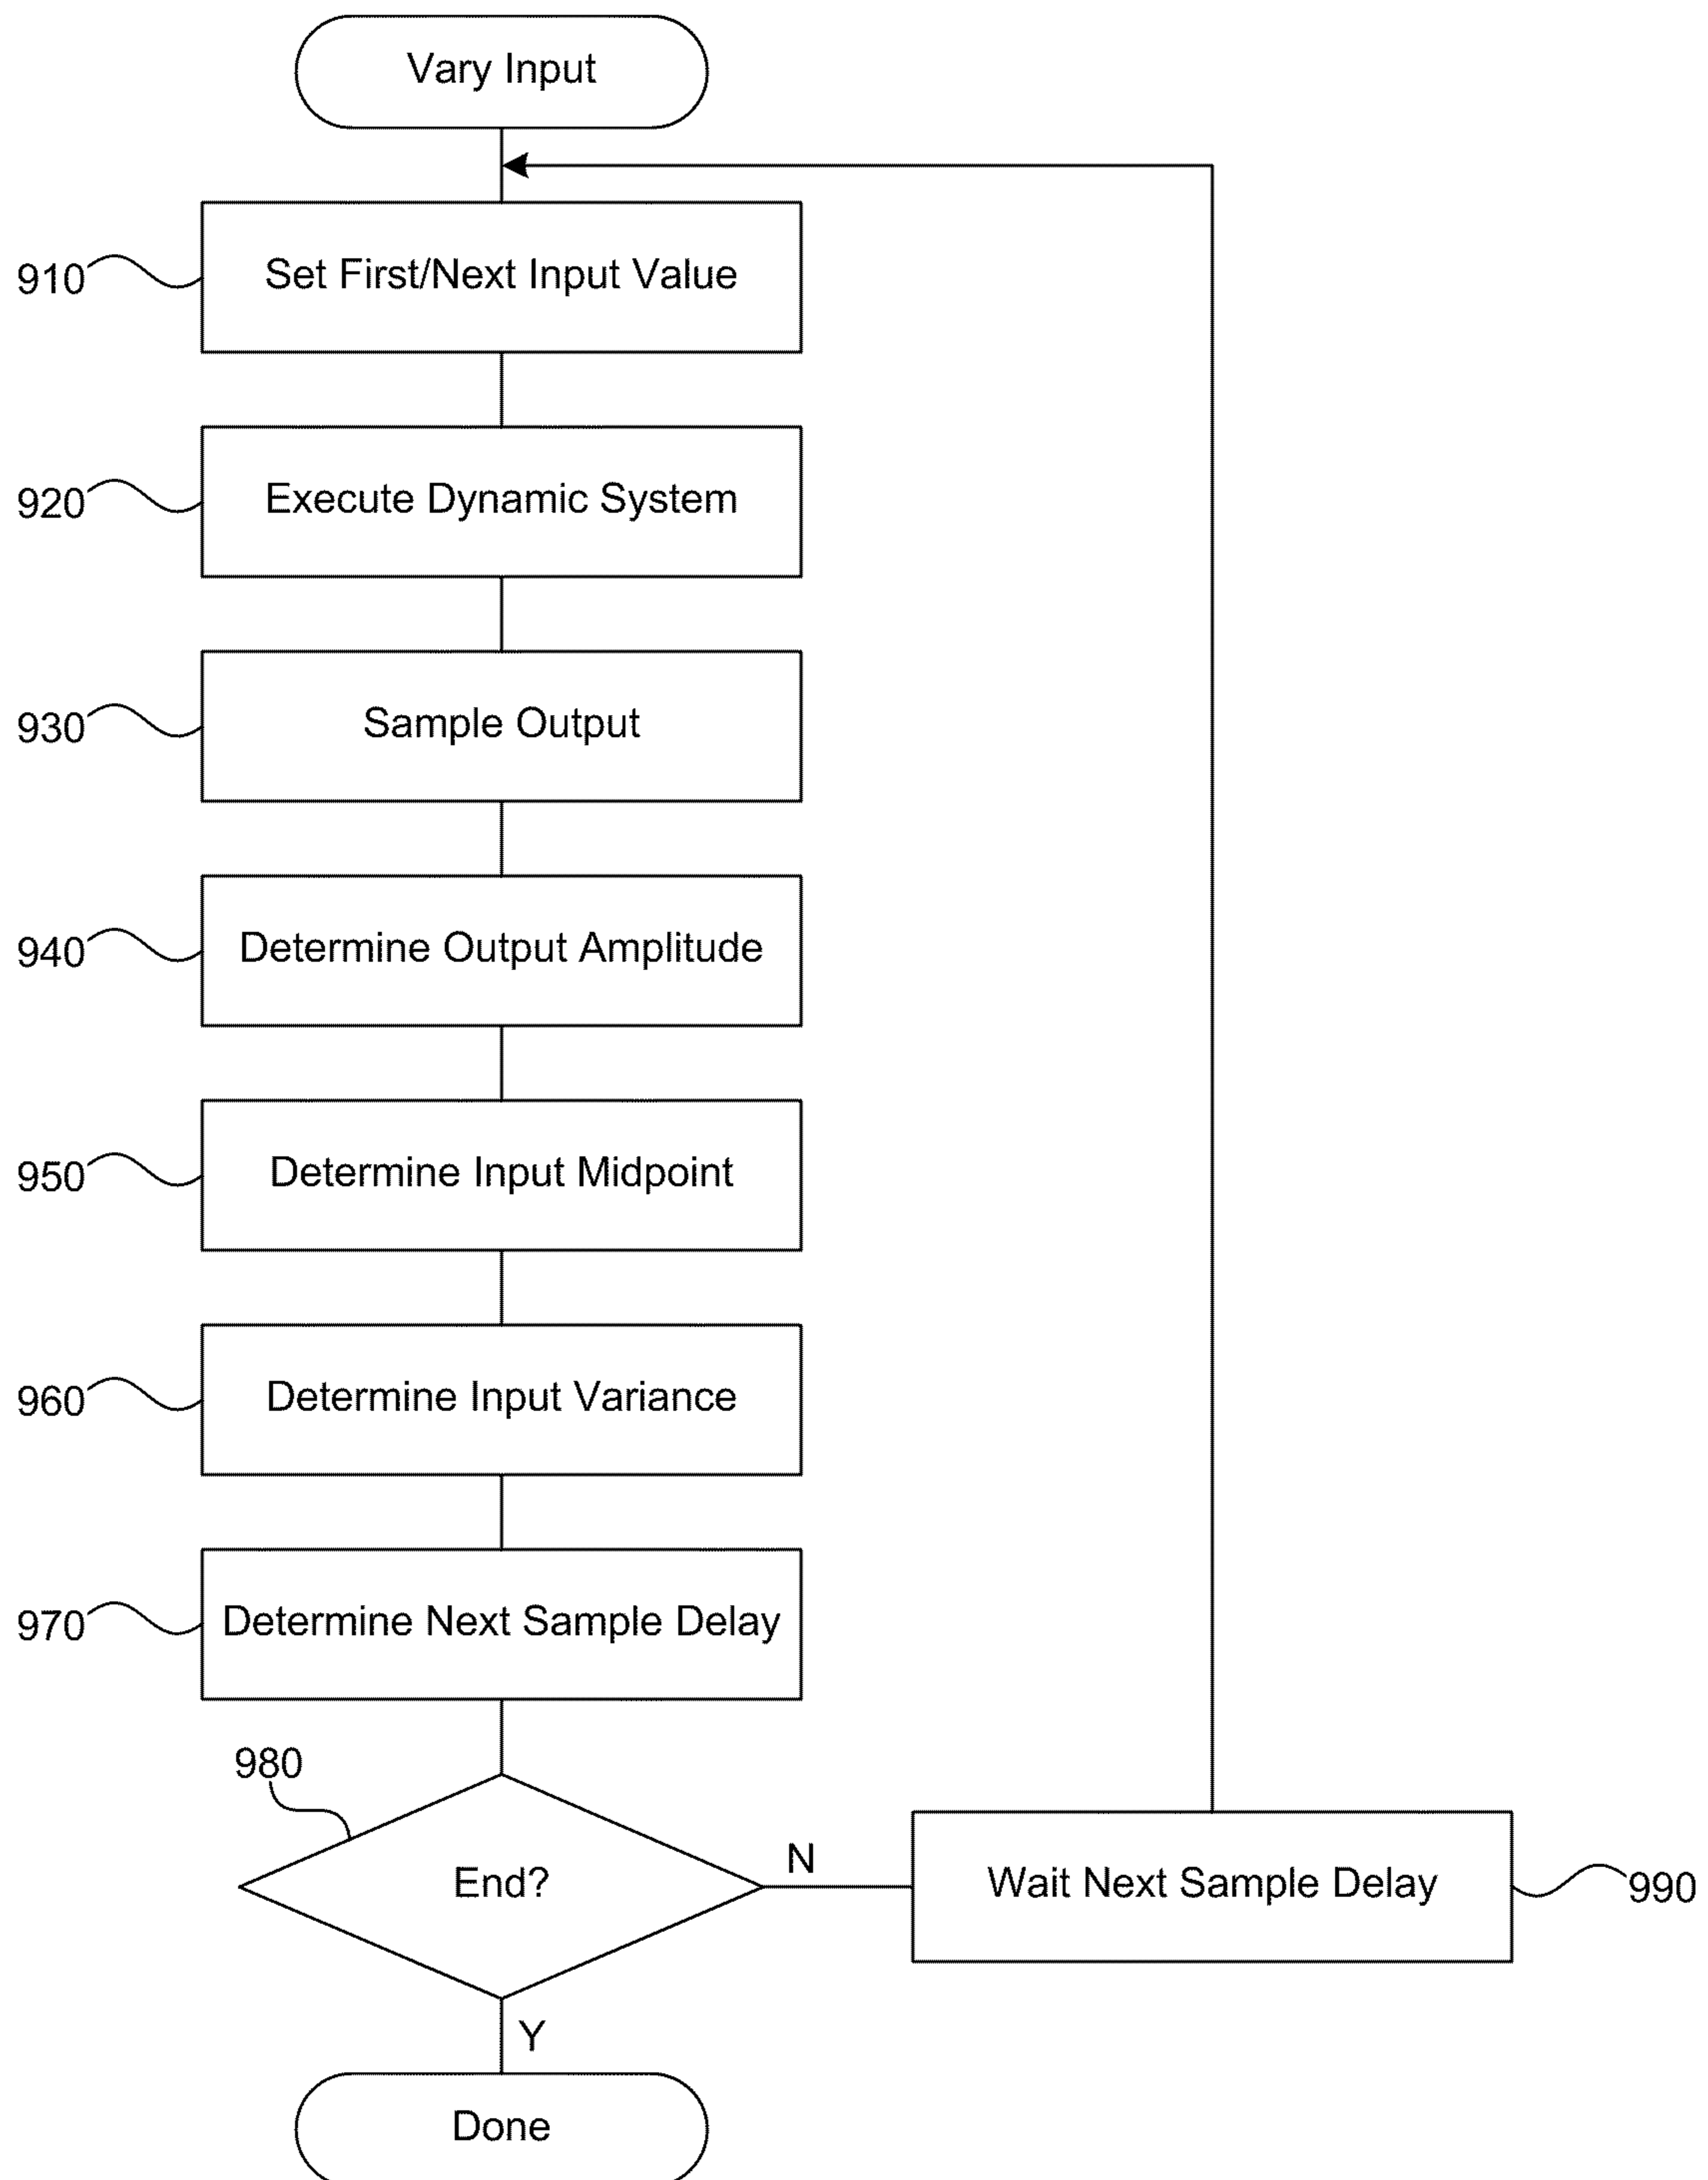 Vary Input
910
Set First/Next Input Value
920
Execute Dynamic System
930
Sample Output
940
Determine Output Amplitude
950
Determine Input Midpoint
960
Determine Input Variance
970
Determine Next Sample Delay
980
End?
N
Wait Next Sample Delay
990
Y
Done